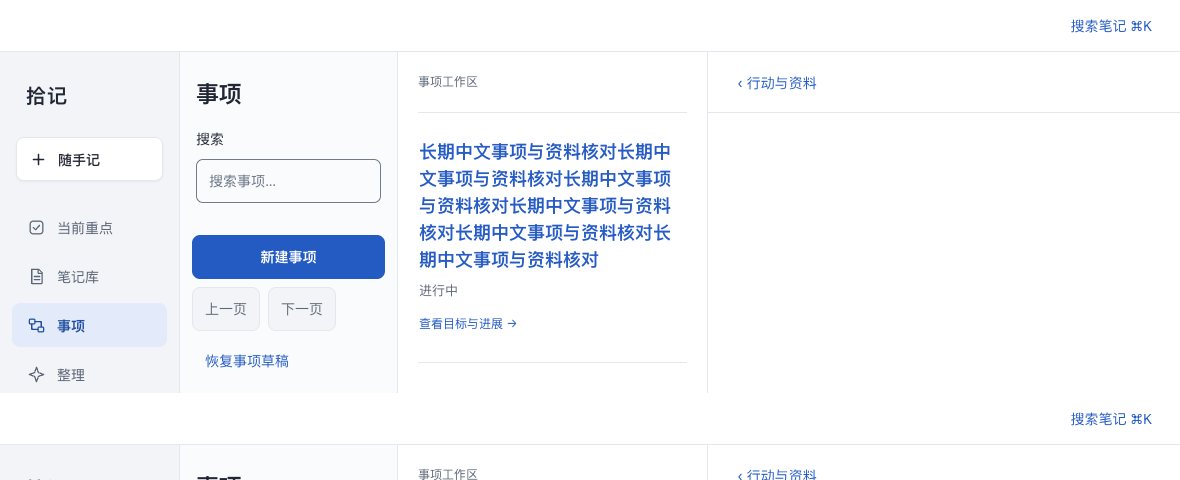 搜索笔记 ⌘K
拾记
随手记
当前重点
笔记库
事项
整理
事项
搜索
搜索事项...
新建事项
上一页 下一页
恢复事项草稿
事项工作区
长期中文事项与资料核对长期中
文事项与资料核对长期中文事项
与资料核对长期中文事项与资料
核对长期中文事项与资料核对长
期中文事项与资料核对
进行中
查看目标与进展 →
‹ 行动与资料
搜索笔记 ⌘K
事项工作区
‹ 行动与资料